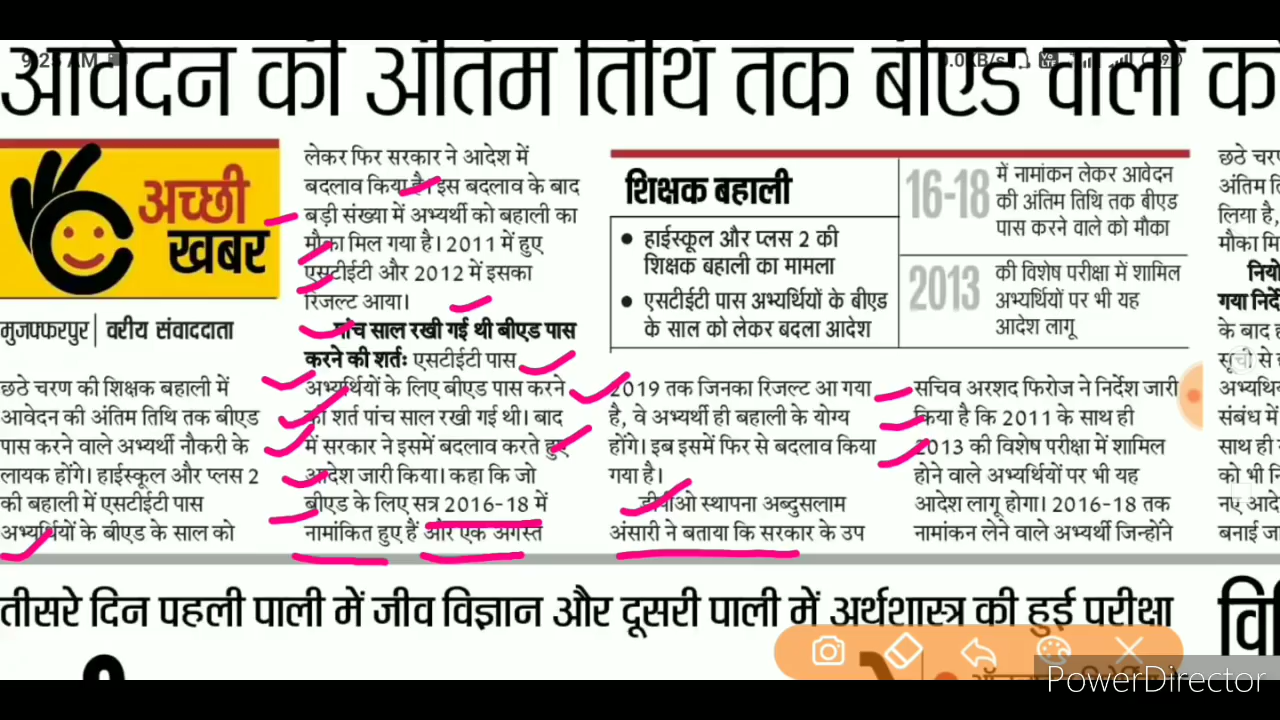 9:25 AM
0.0KB/s
आवेदन की अंतिम तिथि तक बीएड वालों क
अच्छी
खबर
मुजफ्फरपुर | वरीय संवाददाता
छठे चरण की शिक्षक बहाली में
आवेदन की अंतिम तिथि तक बीएड
पास करने वाले अभ्यर्थी नौकरी के
लायक होंगे। हाईस्कूल और प्लस 2
की बहाली में एसटीईटी पास
अभ्यर्थियों के बीएड के साल को
लेकर फिर सरकार ने आदेश में
बदलाव किया है। इस बदलाव के बाद
बड़ी संख्या में अभ्यर्थी को बहाली का
मौका मिल गया है। 2011 में हुए
एसटीईटी और 2012 में इसका
रिजल्ट आया।
पांच साल रखी गई थी बीएड पास
करने की शर्तः एसटीईटी पास
अभ्यर्थियों के लिए बीएड पास करने
की शर्त पांच साल रखी गई थी। बाद
में सरकार ने इसमें बदलाव करते हुए
आदेश जारी किया। कहा कि जो
बीएड के लिए सत्र 2016-18 में
नामांकित हुए हैं और एक अगस्त
शिक्षक बहाली
● हाईस्कूल और प्लस 2 की
शिक्षक बहाली का मामला
● एसटीईटी पास अभ्यर्थियों के बीएड
के साल को लेकर बदला आदेश
16-18 में नामांकन लेकर आवेदन
की अंतिम तिथि तक बीएड
पास करने वाले को मौका
2013 की विशेष परीक्षा में शामिल
अभ्यर्थियों पर भी यह
आदेश लागू
2019 तक जिनका रिजल्ट आ गया
है, वे अभ्यर्थी ही बहाली के योग्य
होंगे। इब इसमें फिर से बदलाव किया
गया है।
डीपीओ स्थापना अब्दुसलाम
अंसारी ने बताया कि सरकार के उप
सचिव अरशद फिरोज ने निर्देश जारी
किया है कि 2011 के साथ ही
2013 की विशेष परीक्षा में शामिल
होने वाले अभ्यर्थियों पर भी यह
आदेश लागू होगा। 2016-18 तक
नामांकन लेने वाले अभ्यर्थी जिन्होंने
छठे चर
अंतिम ति
लिया है,
मौका मि
नियो
गया निर्दे
के बाद ह
सूची से
अभ्यर्थि
संबंध में
साथ ही
को भी नि
नए आदे
बनाई जा
तीसरे दिन पहली पाली में जीव विज्ञान और दूसरी पाली में अर्थशास्त्र की हुई परीक्षा
वि
PowerDirector